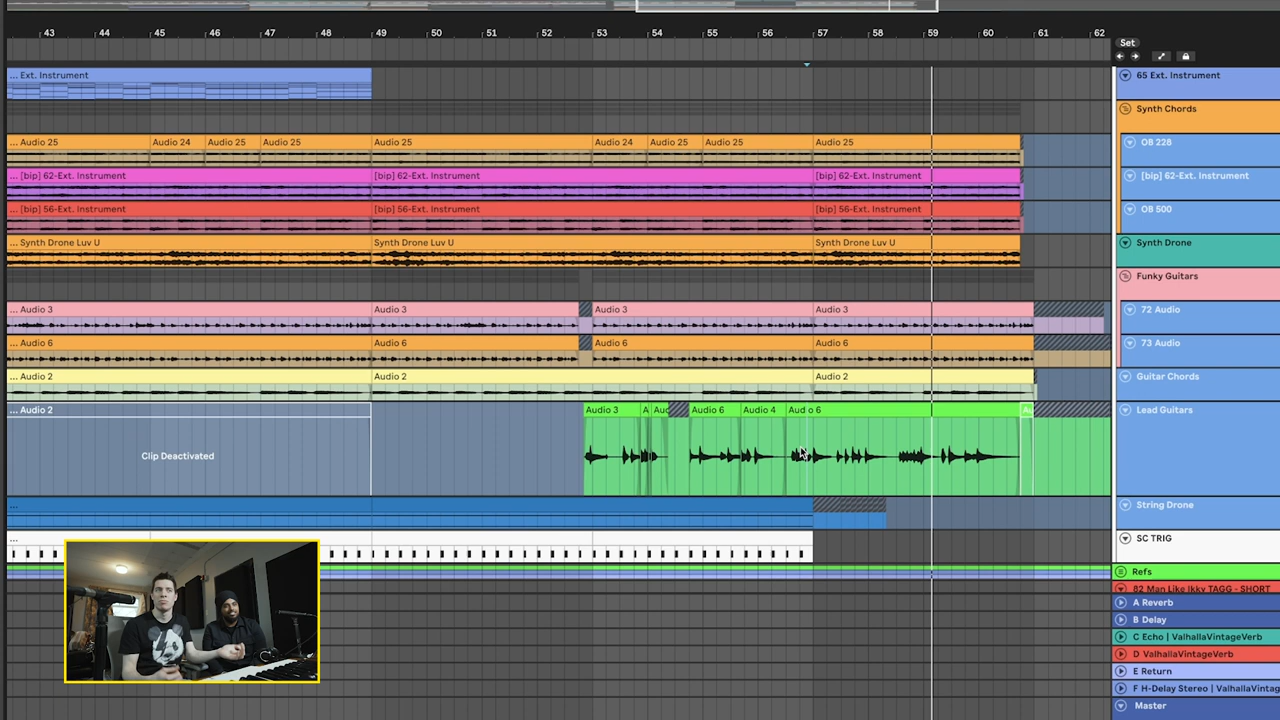 43 44 45 46 47 48 49 50 51 52 53 54 55 56 57 58 59 60 61 62
Set
... Ext. Instrument
65 Ext. Instrument
Synth Chords
... Audio 25 Audio 24 Audio 25 Audio 25 Audio 25 Audio 24 Audio 25 Audio 25 Audio 25
OB 228
... [bip] 62-Ext. Instrument [bip] 62-Ext. Instrument [bip] 62-Ext. Instrument
[bip] 62-Ext. Instrument
... [bip] 56-Ext. Instrument [bip] 56-Ext. Instrument [bip] 56-Ext. Instrument
OB 500
... Synth Drone Luv U Synth Drone Luv U Synth Drone Luv U
Synth Drone
Funky Guitars
... Audio 3 Audio 3 Audio 3 Audio 3
72 Audio
... Audio 6 Audio 6 Audio 6 Audio 6
73 Audio
... Audio 2 Audio 2 Audio 2
Guitar Chords
... Audio 2 Audio 3 A Auc Audio 6 Audio 4 Audio 6 Au
Lead Guitars
Clip Deactivated
...
String Drone
...
SC TRIG
Refs
82 Man Like Ikky TAGG - SHORT
A Reverb
B Delay
C Echo | ValhallaVintageVerb
D ValhallaVintageVerb
E Return
F H-Delay Stereo | ValhallaVintag
Master